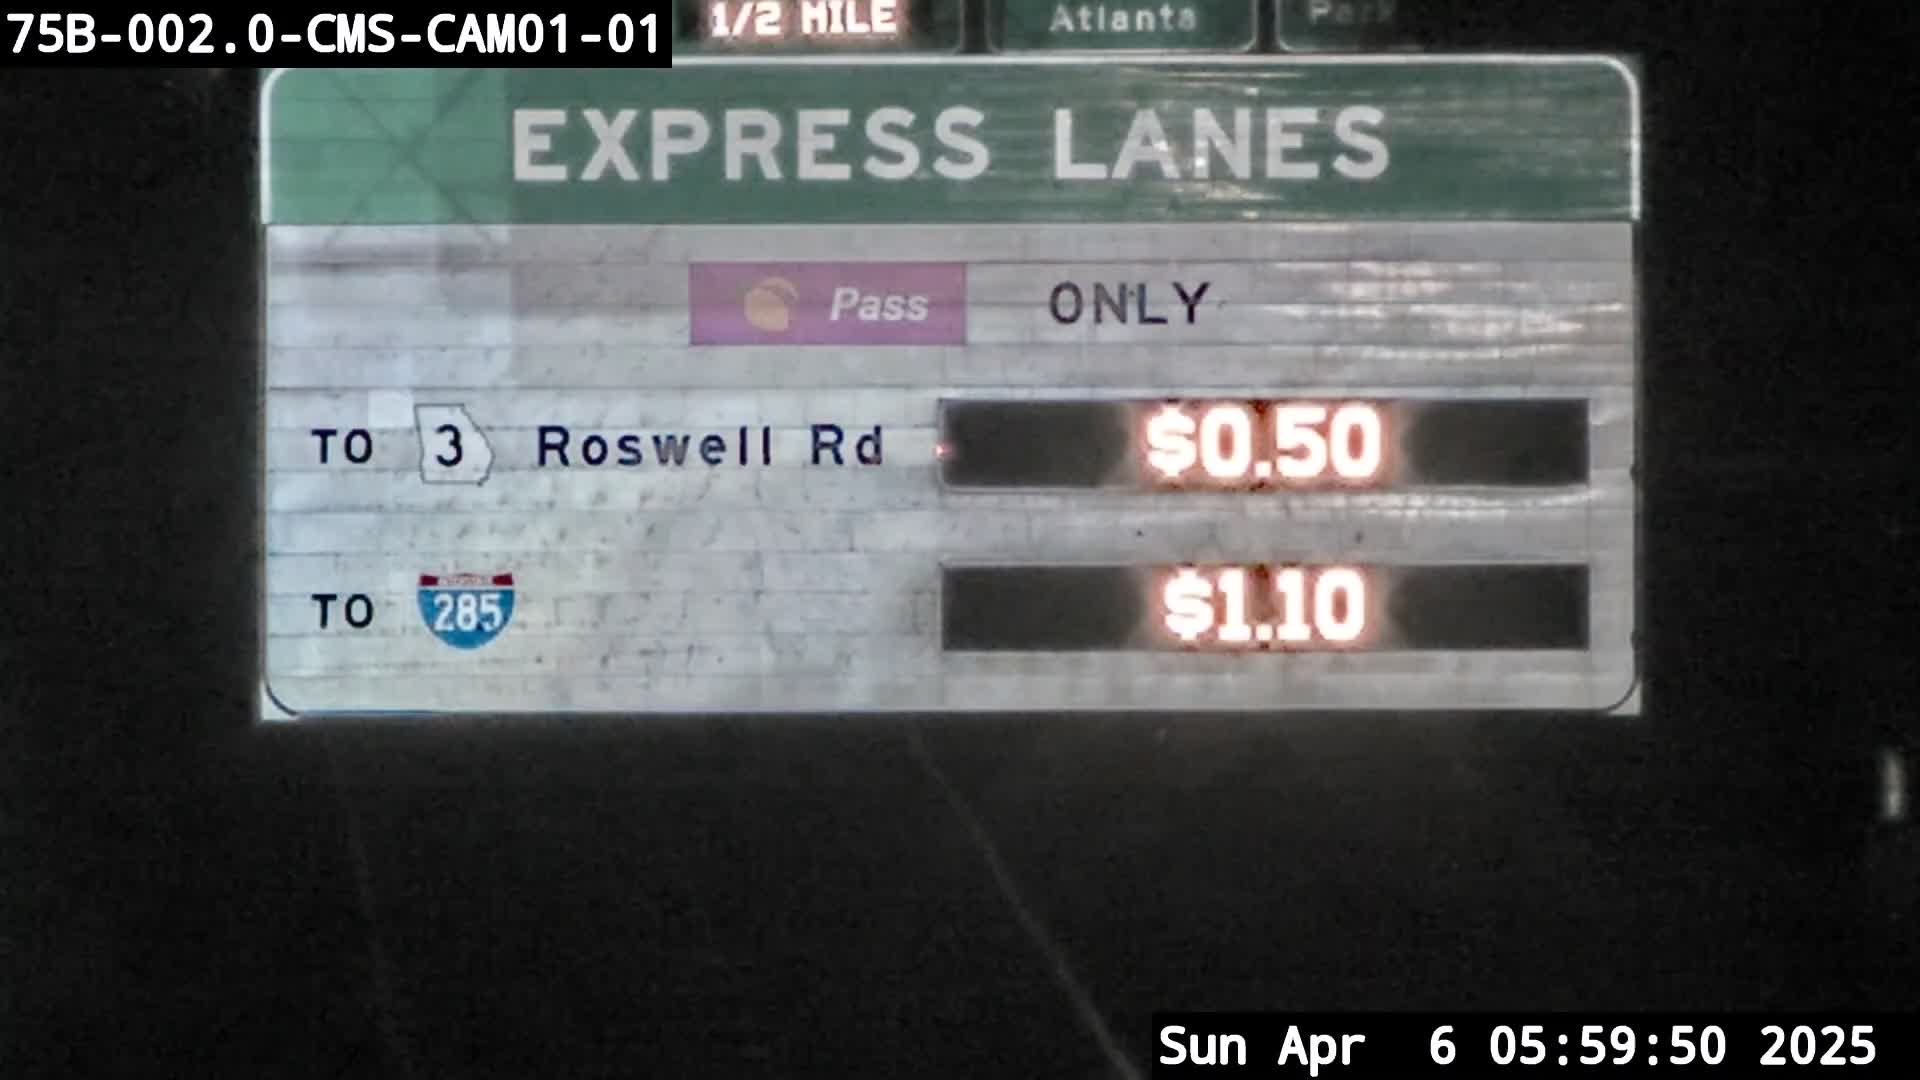 75B-002.0-CMS-CAM01-01
1/2 MILE
Atlanta
Park
EXPRESS LANES
Pass ONLY
TO 3 Roswell Rd $0.50
TO 285 $1.10
Sun Apr 6 05:59:50 2025